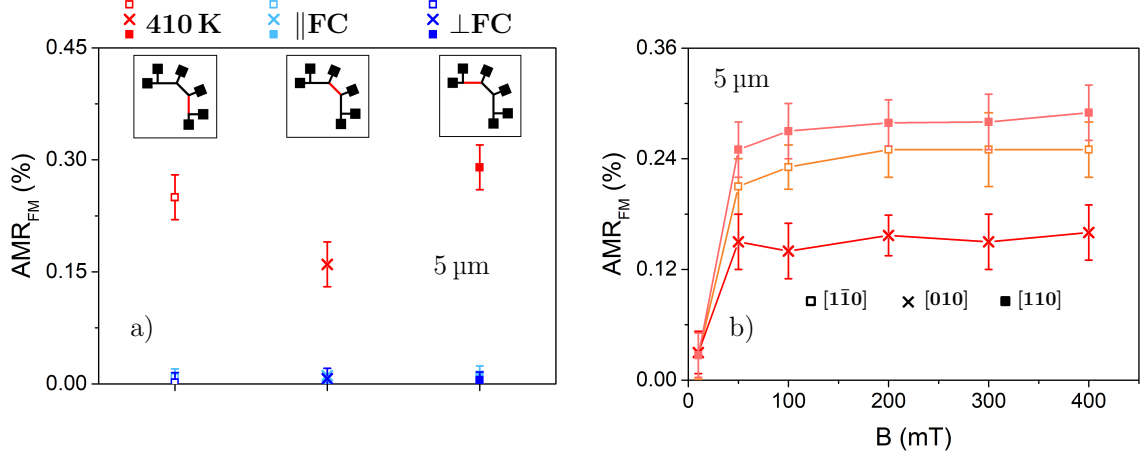 410 K
∥FC
⊥FC
AMR_FM (%)
0.45
0.30
0.15
0.00
5 μm
a)
AMR_FM (%)
0.36
0.24
0.12
0.00
5 μm
[11̄0]
[010]
[110]
b)
0
100
200
300
400
B (mT)